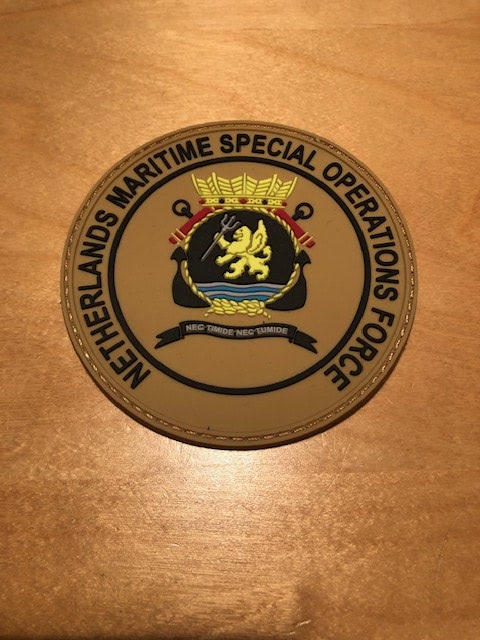 NETHERLANDS MARITIME SPECIAL OPERATIONS FORCE
NEC TIMIDE NEC TUMIDE